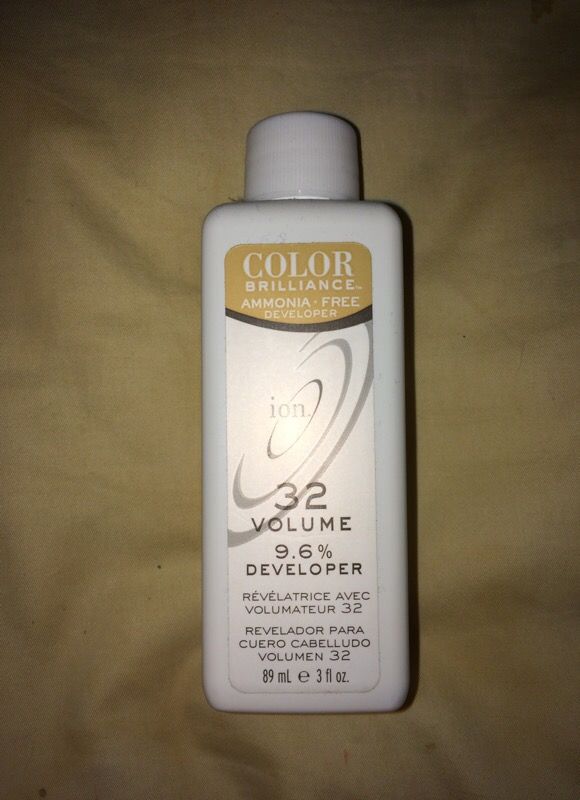 COLOR
BRILLIANCE™
AMMONIA • FREE
DEVELOPER
ion.
32
VOLUME
9.6%
DEVELOPER
RÉVÉLATRICE AVEC
VOLUMATEUR 32
REVELADOR PARA
CUERO CABELLUDO
VOLUMEN 32
89 mL e 3 fl oz.